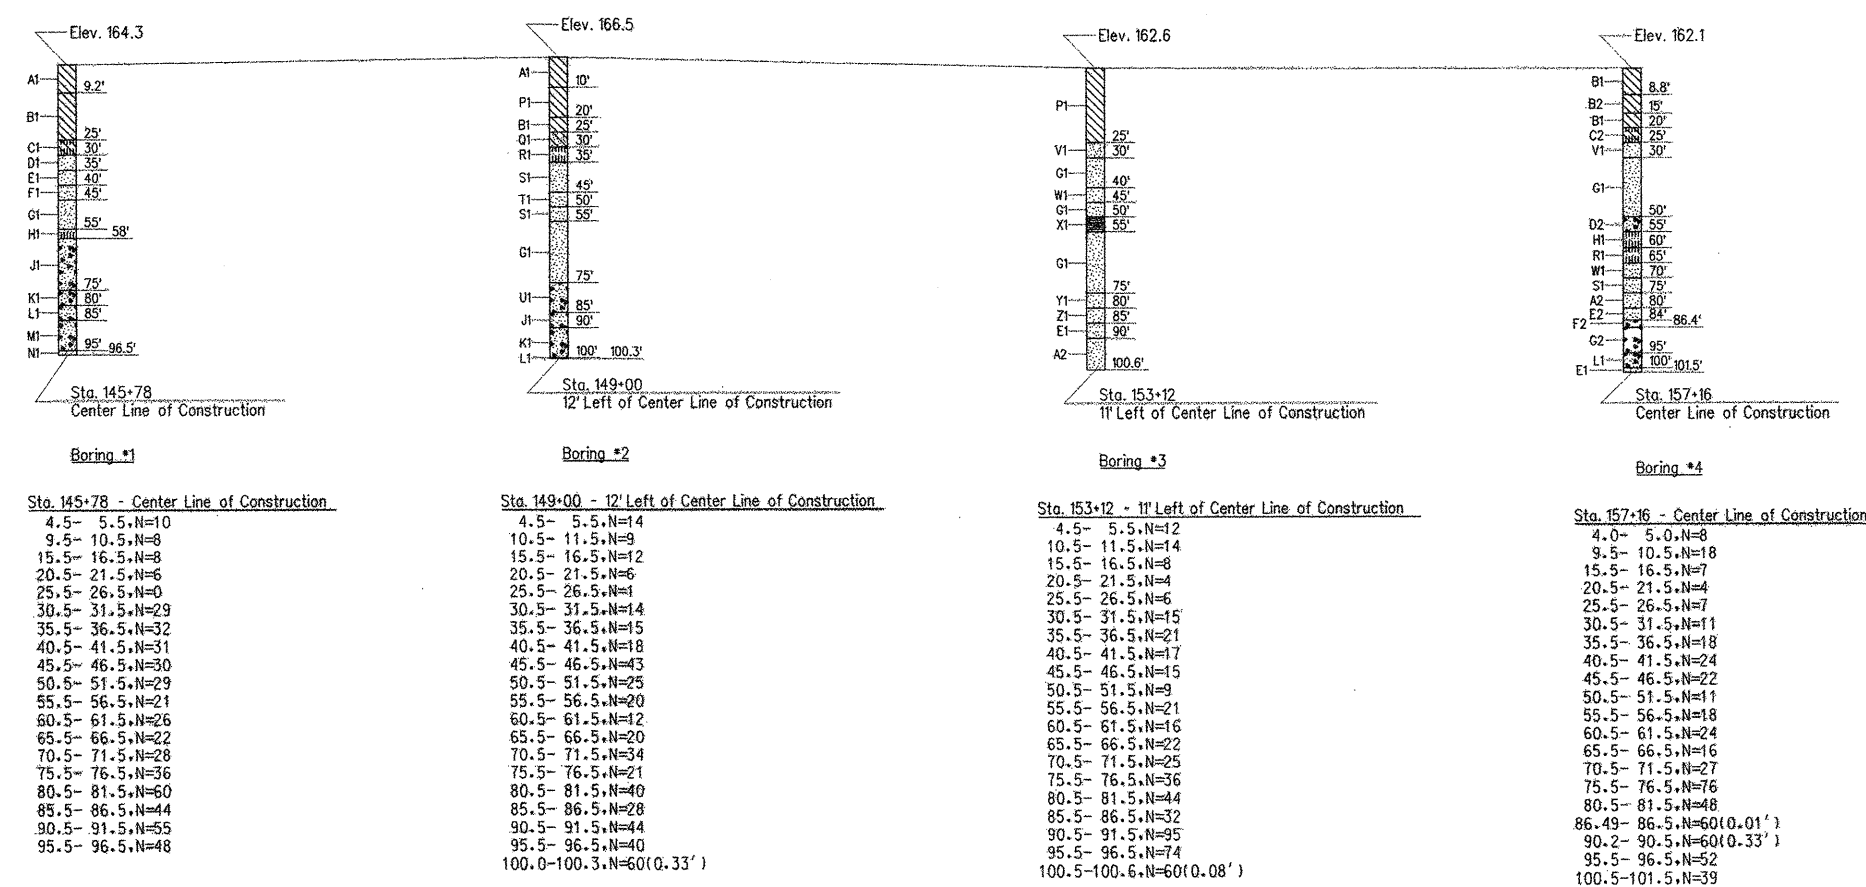 Elev. 164.3
A1
9.2'
B1
25'
C1
30'
D1
35'
E1
40'
F1
45'
G1
55'
58'
H1
J1
75'
K1
80'
L1
85'
M1
95'
96.5'
N1
Sta. 145+78
Center Line of Construction
Boring #1
Elev. 166.5
A1
10'
P1
20'
B1
25'
Q1
30'
R1
35'
S1
45'
T1
50'
S1
55'
G1
75'
U1
85'
J1
90'
K1
100'
100.3'
L1
Sta. 149+00
12' Left of Center Line of Construction
Boring #2
Elev. 162.6
P1
25'
V1
30'
G1
40'
W1
45'
G1
50'
X1
55'
G1
75'
Y1
80'
Z1
85'
E1
90'
A2
100.6'
Sta. 153+12
11' Left of Center Line of Construction
Boring #3
Elev. 162.1
B1
8.8'
B2
15'
B1
20'
C2
25'
V1
30'
G1
50'
D2
55'
H1
60'
R1
65'
W1
70'
S1
75'
A2
80'
E2
84'
F2
86.4'
G2
95'
L1
100'
101.5'
E1
Sta. 157+16
Center Line of Construction
Boring #4
Sta. 145+78 - Center Line of Construction
4.5- 5.5,N=10
9.5- 10.5,N=8
15.5- 16.5,N=8
20.5- 21.5,N=6
25.5- 26.5,N=0
30.5- 31.5,N=29
35.5- 36.5,N=32
40.5- 41.5,N=31
45.5- 46.5,N=30
50.5- 51.5,N=29
55.5- 56.5,N=21
60.5- 61.5,N=26
65.5- 66.5,N=22
70.5- 71.5,N=28
75.5- 76.5,N=36
80.5- 81.5,N=60
85.5- 86.5,N=44
90.5- 91.5,N=55
95.5- 96.5,N=48
Sta. 149+00 - 12' Left of Center Line of Construction
4.5- 5.5,N=14
10.5- 11.5,N=9
15.5- 16.5,N=12
20.5- 21.5,N=6
25.5- 26.5,N=1
30.5- 31.5,N=14
35.5- 36.5,N=15
40.5- 41.5,N=18
45.5- 46.5,N=43
50.5- 51.5,N=25
55.5- 56.5,N=20
60.5- 61.5,N=12
65.5- 66.5,N=20
70.5- 71.5,N=34
75.5- 76.5,N=21
80.5- 81.5,N=40
85.5- 86.5,N=28
90.5- 91.5,N=44
95.5- 96.5,N=40
100.0-100.3,N=60(0.33')
Sta. 153+12 - 11' Left of Center Line of Construction
4.5- 5.5,N=12
10.5- 11.5,N=14
15.5- 16.5,N=8
20.5- 21.5,N=4
25.5- 26.5,N=6
30.5- 31.5,N=15
35.5- 36.5,N=21
40.5- 41.5,N=17
45.5- 46.5,N=15
50.5- 51.5,N=9
55.5- 56.5,N=21
60.5- 61.5,N=16
65.5- 66.5,N=22
70.5- 71.5,N=25
75.5- 76.5,N=36
80.5- 81.5,N=44
85.5- 86.5,N=32
90.5- 91.5,N=95
95.5- 96.5,N=74
100.5-100.6,N=60(0.08')
Sta. 157+16 - Center Line of Construction
4.0- 5.0,N=8
9.5- 10.5,N=18
15.5- 16.5,N=7
20.5- 21.5,N=4
25.5- 26.5,N=7
30.5- 31.5,N=11
35.5- 36.5,N=18
40.5- 41.5,N=24
45.5- 46.5,N=22
50.5- 51.5,N=11
55.5- 56.5,N=18
60.5- 61.5,N=24
65.5- 66.5,N=16
70.5- 71.5,N=27
75.5- 76.5,N=76
80.5- 81.5,N=48
86.49- 86.5,N=60(0.01')
90.2- 90.5,N=60(0.33')
95.5- 96.5,N=52
100.5-101.5,N=39